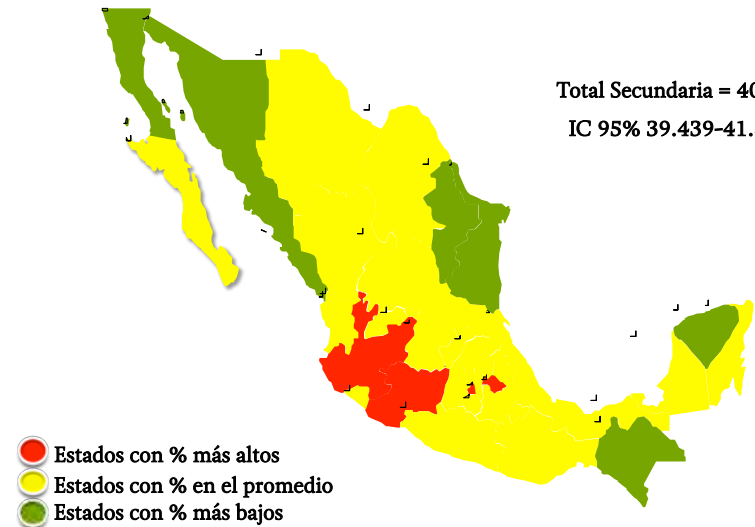 Total Secundaria = 40
IC 95% 39.439-41.
Estados con % más altos
Estados con % en el promedio
Estados con % más bajos